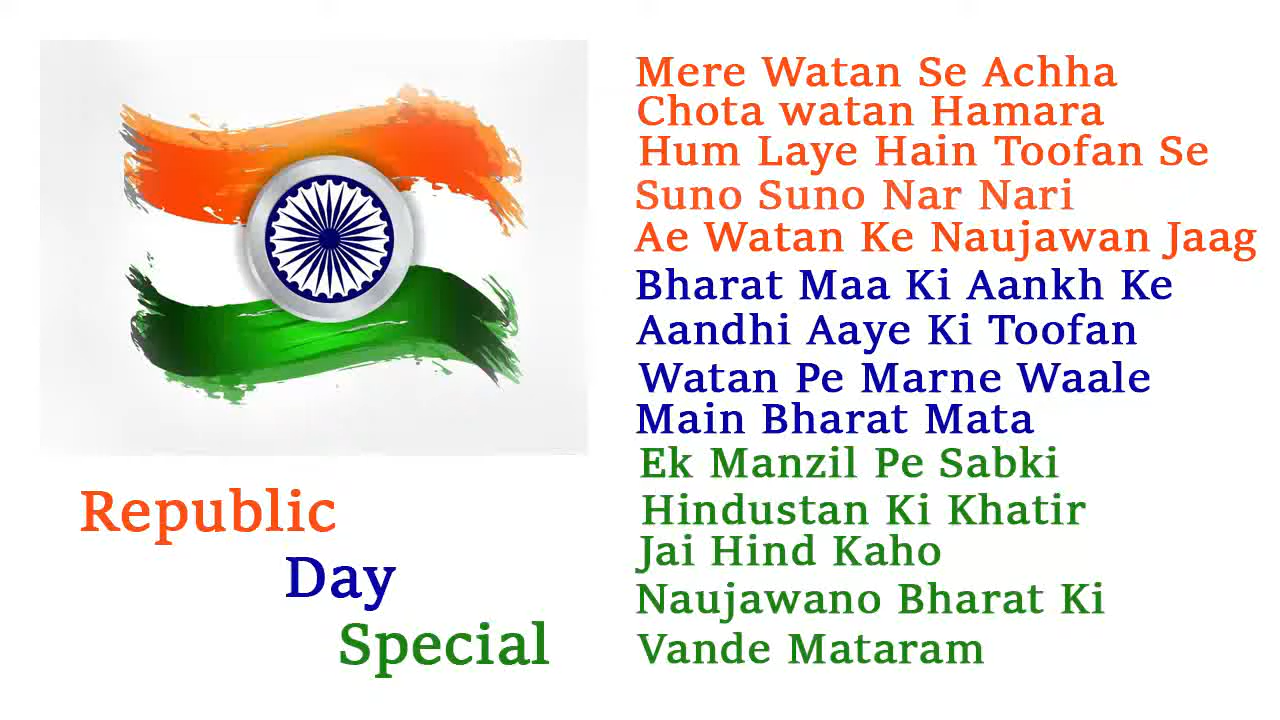 Mere Watan Se Achha
Chota watan Hamara
Hum Laye Hain Toofan Se
Suno Suno Nar Nari
Ae Watan Ke Naujawan Jaag
Bharat Maa Ki Aankh Ke
Aandhi Aaye Ki Toofan
Watan Pe Marne Waale
Main Bharat Mata
Ek Manzil Pe Sabki
Hindustan Ki Khatir
Jai Hind Kaho
Naujawano Bharat Ki
Vande Mataram
Republic
Day
Special